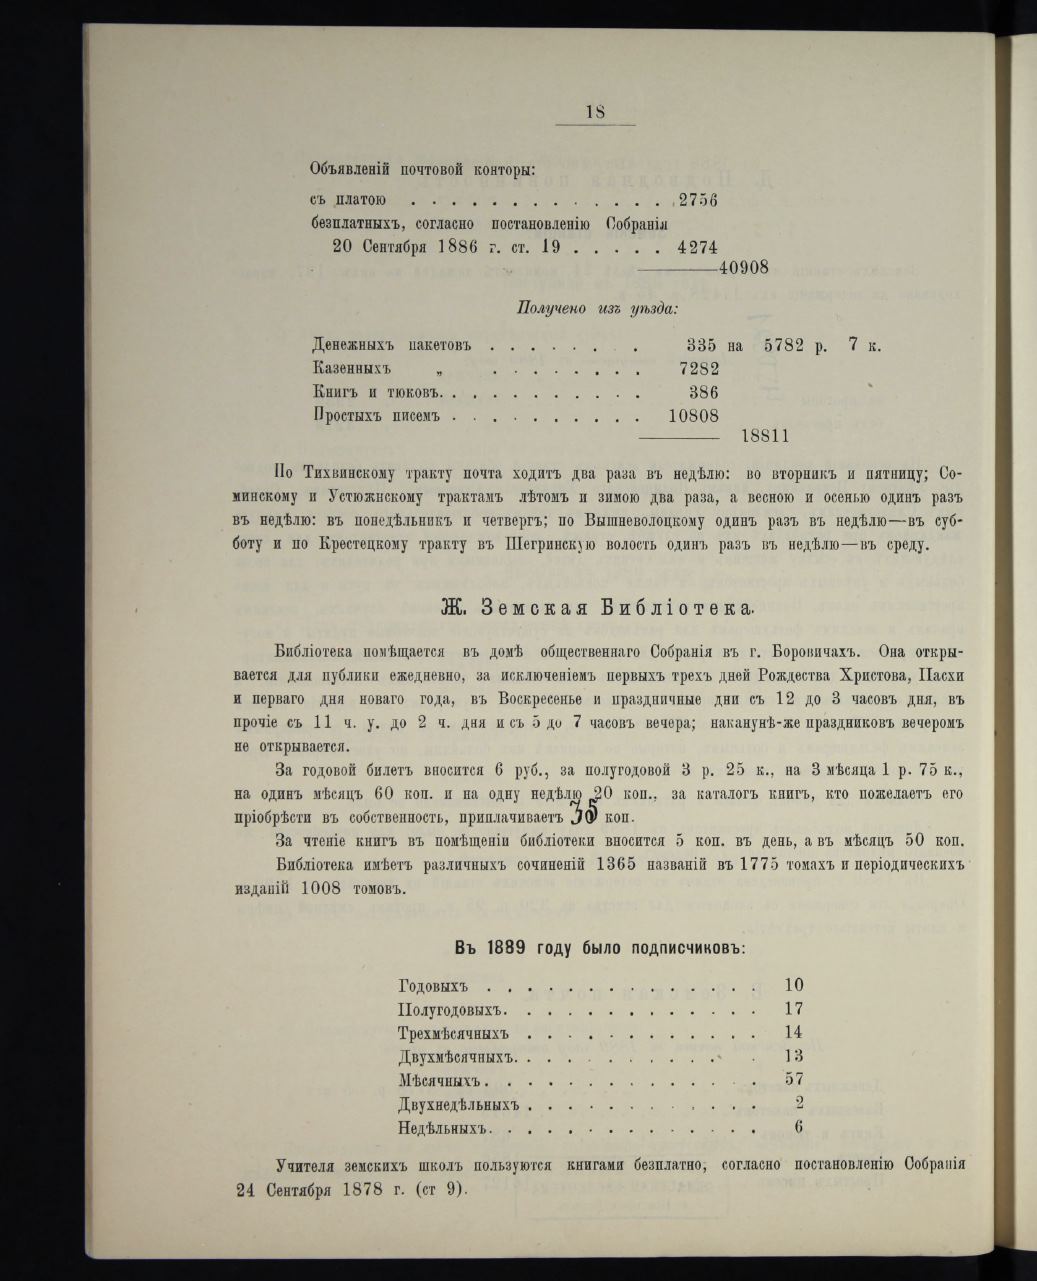 18
Объявленій почтовой конторы:
съ платою . . . . . . . . . . . . . . 2756
безплатныхъ, согласно постановленію Собранія
20 Сентября 1886 г. ст. 19 . . . . . 4274
40908
Получено изъ уѣзда:
Денежныхъ пакетовъ . . . . . . . . 335 на 5782 р. 7 к.
Казенныхъ „ . . . . . . . . 7282
Книгъ и тюковъ. . . . . . . . . . . 386
Простыхъ писемъ . . . . . . . . . . 10808
18811
По Тихвинскому тракту почта ходитъ два раза въ недѣлю: во вторникъ и пятницу; Со-
минскому и Устюжнскому трактамъ лѣтомъ и зимою два раза, а весною и осенью одинъ разъ
въ недѣлю: въ понедѣльникъ и четвергъ; по Вышневолоцкому одинъ разъ въ недѣлю—въ суб-
боту и по Крестецкому тракту въ Шегринскую волость одинъ разъ въ недѣлю—въ среду.
Ж. Земская Библіотека.
Библіотека помѣщается въ домѣ общественнаго Собранія въ г. Боровичахъ. Она откры-
вается для публики ежедневно, за исключеніемъ первыхъ трехъ дней Рождества Христова, Пасхи
и перваго дня новаго года, въ Воскресенье и праздничные дни съ 12 до 3 часовъ дня, въ
прочіе съ 11 ч. у. до 2 ч. дня и съ 5 до 7 часовъ вечера; наканунѣ-же праздниковъ вечеромъ
не открывается.
За годовой билетъ вносится 6 руб., за полугодовой 3 р. 25 к., на 3 мѣсяца 1 р. 75 к.,
на одинъ мѣсяцъ 60 коп. и на одну недѣлю 20 коп., за каталогъ книгъ, кто пожелаетъ его
пріобрѣсти въ собственность, приплачиваетъ 35 коп.
За чтеніе книгъ въ помѣщеніи библіотеки вносится 5 коп. въ день, а въ мѣсяцъ 50 коп.
Библіотека имѣетъ различныхъ сочиненій 1365 названій въ 1775 томахъ и періодическихъ
изданій 1008 томовъ.
Въ 1889 году было подписчиковъ:
Годовыхъ . . . . . . . . . . . . . . 10
Полугодовыхъ. . . . . . . . . . . . . 17
Трехмѣсячныхъ . . . . . . . . . . . . 14
Двухмѣсячныхъ. . . . . . . . . . . . 13
Мѣсячныхъ . . . . . . . . . . . . . . 57
Двухнедѣльныхъ . . . . . . . . . . . . 2
Недѣльныхъ. . . . . . . . . . . . . . 6
Учителя земскихъ школъ пользуются книгами безплатно, согласно постановленію Собранія
24 Сентября 1878 г. (ст 9).